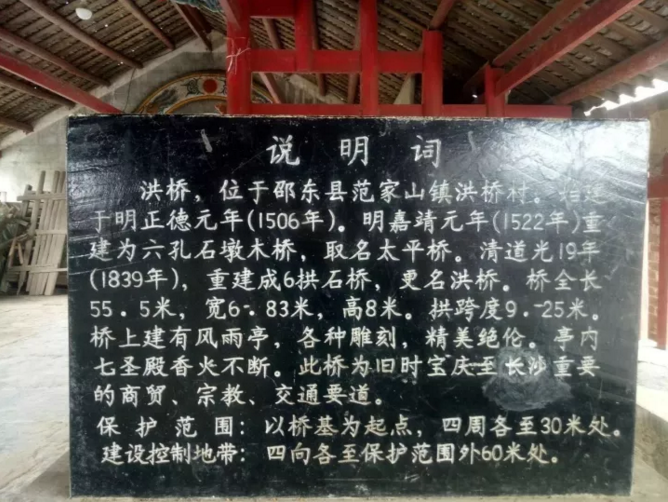 说明词
洪桥，位于邵东县范家山镇洪桥村。始建
于明正德元年(1506年)。明嘉靖元年(1522年)重
建为六孔石墩木桥，取名太平桥。清道光19年
(1839年)，重建成6拱石桥，更名洪桥。桥全长
55.5米，宽6.83米，高8米。拱跨度9.25米。
桥上建有风雨亭，各种雕刻，精美绝伦。亭内
七圣殿香火不断。此桥为旧时宝庆至长沙重要
的商贸、宗教、交通要道。
保护范围：以桥基为起点，四周各至30米处。
建设控制地带：四向各至保护范围外60米处。